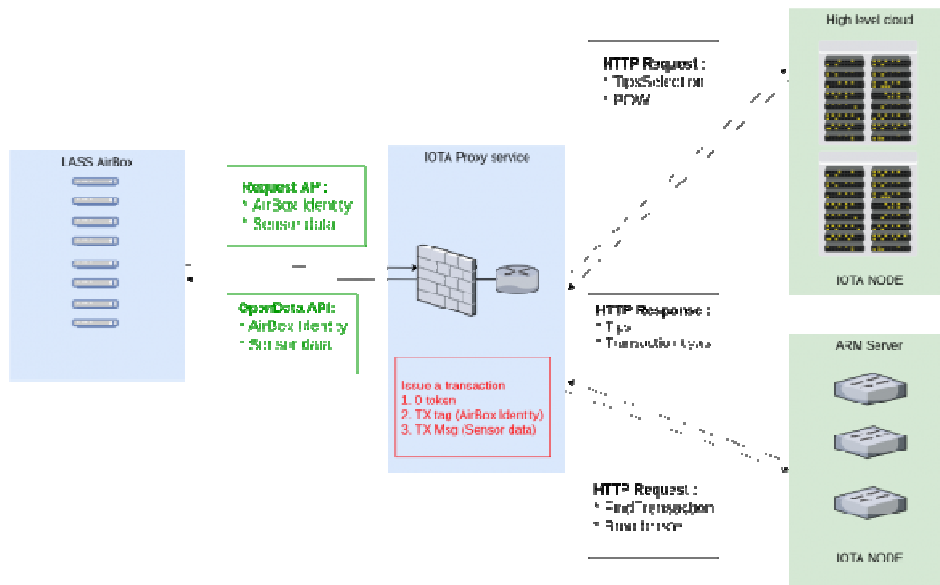 High level cloud
HTTP Request :
* TipsSelection
* POW
LASS AirBox
IOTA Proxy service
Request API :
* AirBox Identity
* Sensor data
IOTA NODE
OpenData API:
* AirBox Identity
* Sensor data
HTTP Response :
* Tips
* Transaction
ARM Server
Issue a transaction
1. 0 token
2. TX tag (AirBox Identity)
3. TX Msg (Sensor data)
HTTP Request :
* FindTransaction
IOTA NODE